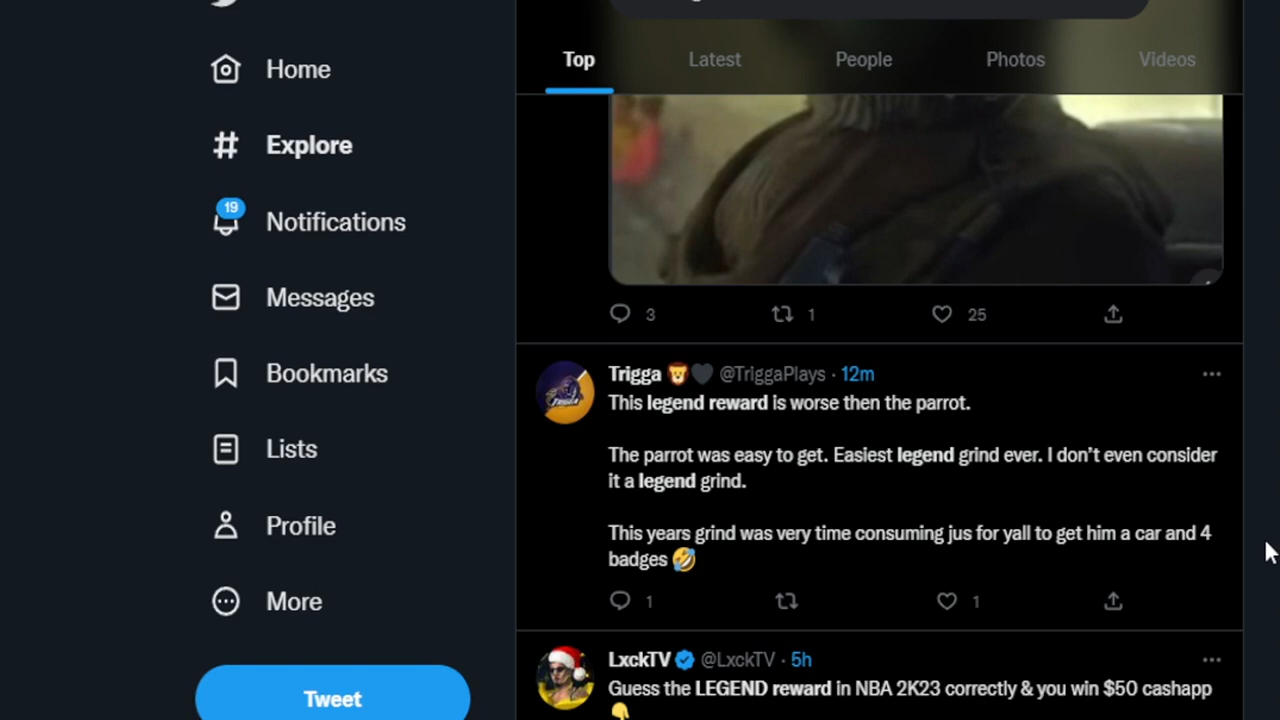 Top
Latest
People
Photos
Videos
Home
Explore
19
Notifications
Messages
Bookmarks
Lists
Profile
More
Tweet
3
1
25
Trigga 🦁🖤 @TriggaPlays · 12m
This legend reward is worse then the parrot.
The parrot was easy to get. Easiest legend grind ever. I don't even consider
it a legend grind.
This years grind was very time consuming jus for yall to get him a car and 4
badges 🤣
1
1
LxckTV @LxckTV · 5h
Guess the LEGEND reward in NBA 2K23 correctly & you win $50 cashapp
👇